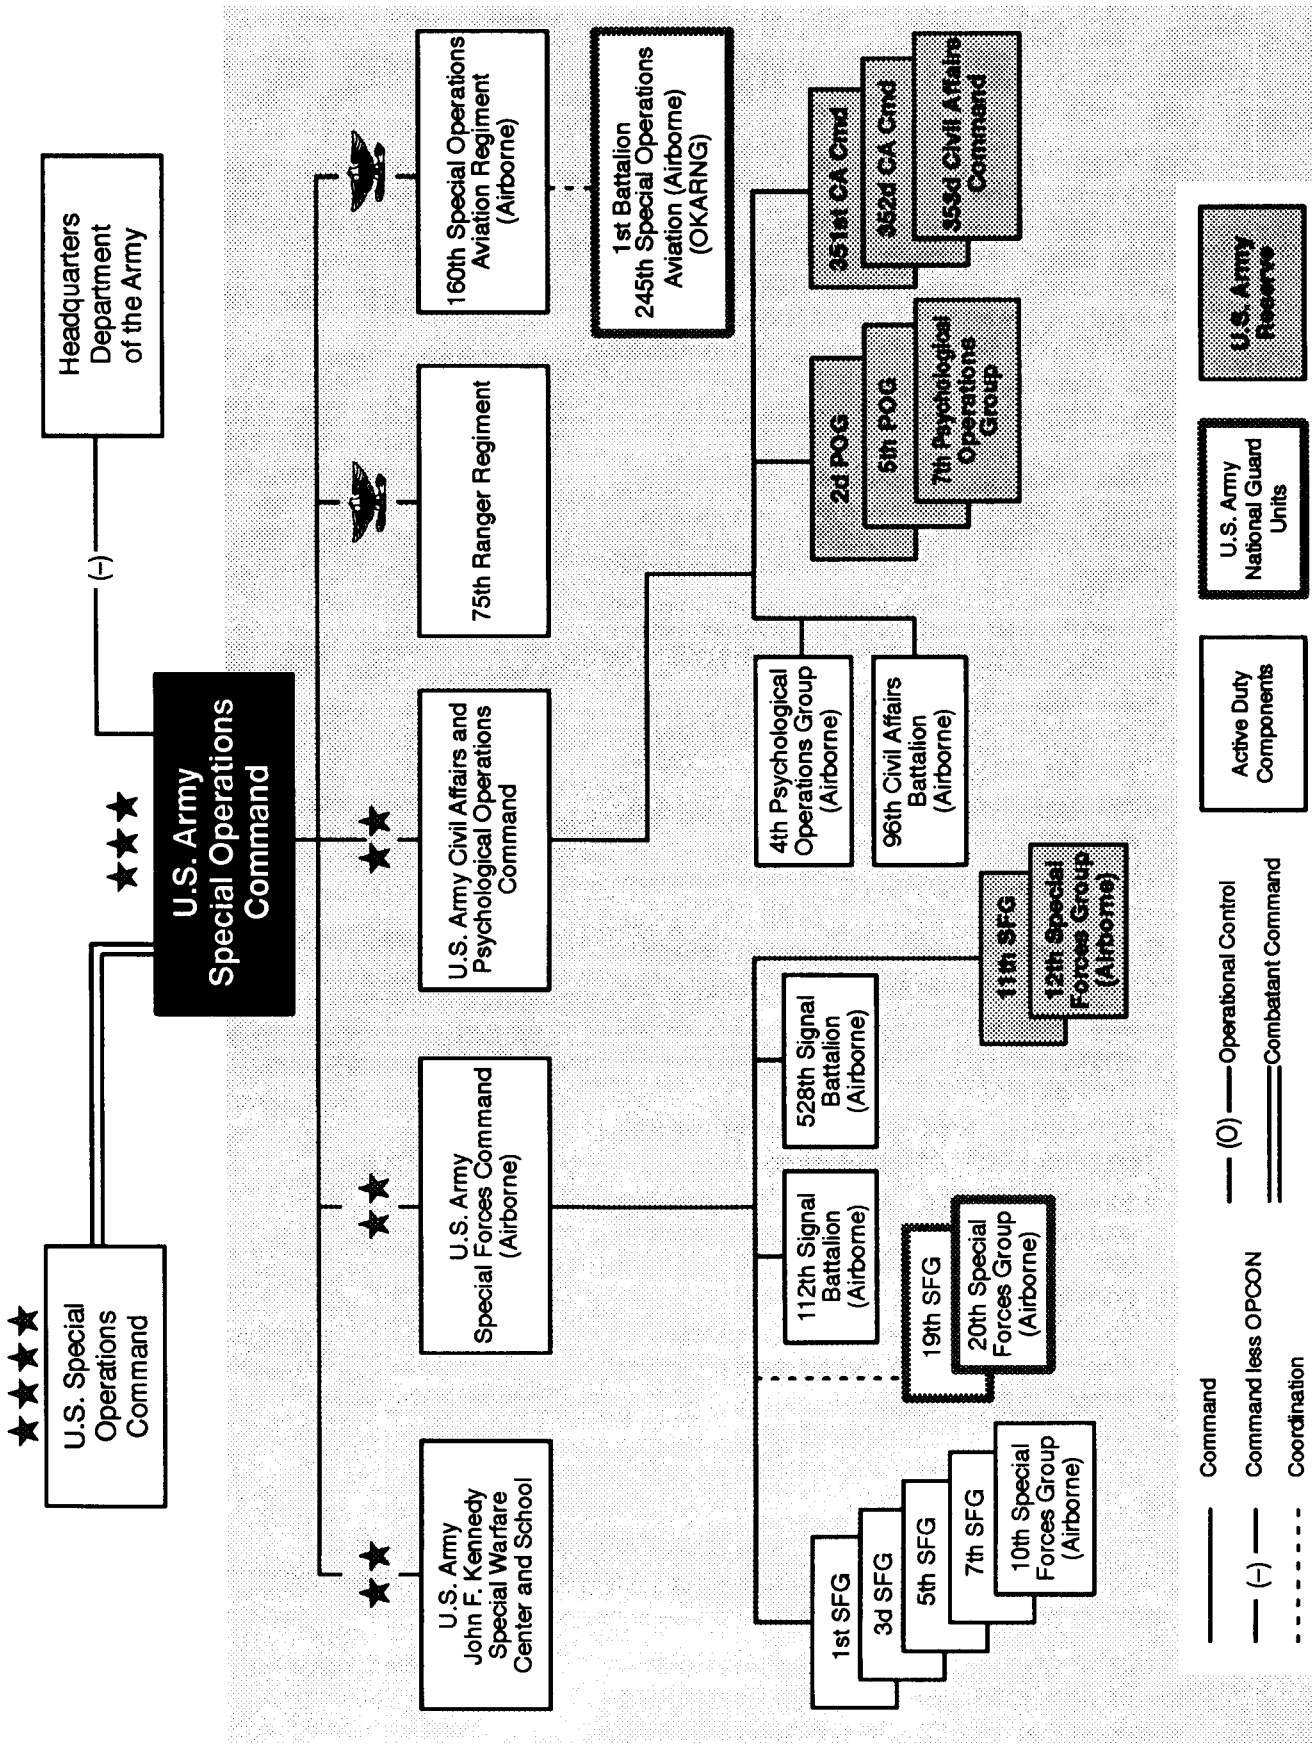 U.S. Special
Operations
Command
Headquarters
Department
of the Army
(–)
U.S. Army
Special Operations
Command
U.S. Army
John F. Kennedy
Special Warfare
Center and School
U.S. Army
Special Forces Command
(Airborne)
U.S. Army Civil Affairs and
Psychological Operations
Command
75th Ranger Regiment
160th Special Operations
Aviation Regiment
(Airborne)
1st Battalion
245th Special Operations
Aviation (Airborne)
(OKARNG)
1st SFG
3d SFG
5th SFG
7th SFG
10th Special
Forces Group
(Airborne)
19th SFG
20th Special
Forces Group
(Airborne)
112th Signal
Battalion
(Airborne)
528th Signal
Battalion
(Airborne)
11th SFG
12th Special
Forces Group
(Airborne)
4th Psychological
Operations Group
(Airborne)
96th Civil Affairs
Battalion
(Airborne)
2d POG
5th POG
7th Psychological
Operations
Group
351st CA Cmd
352d CA Cmd
353d Civil Affairs
Command
Command
(–) Command less OPCON
Coordination
(O) Operational Control
Combatant Command
Active Duty
Components
U.S. Army
National Guard
Units
U.S. Army
Reserve